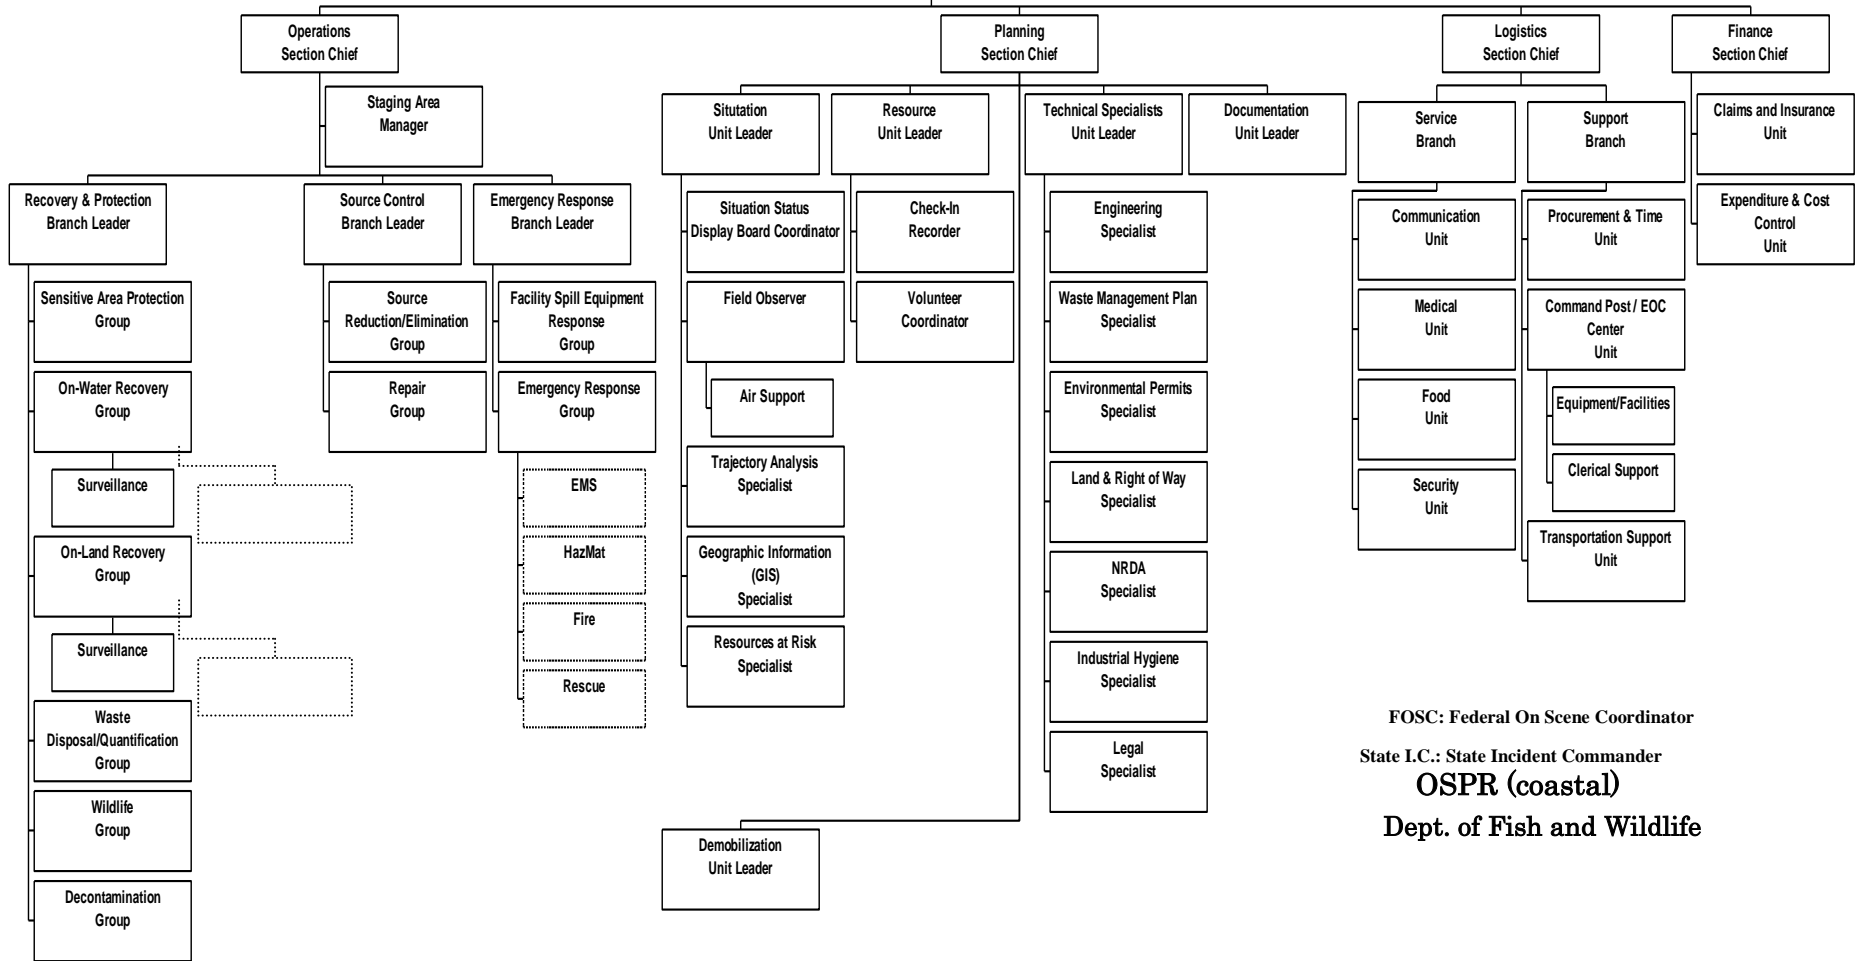 Operations
Section Chief
Planning
Section Chief
Logistics
Section Chief
Finance
Section Chief
Staging Area
Manager
Recovery & Protection
Branch Leader
Source Control
Branch Leader
Emergency Response
Branch Leader
Sensitive Area Protection
Group
On-Water Recovery
Group
Surveillance
On-Land Recovery
Group
Surveillance
Waste
Disposal/Quantification
Group
Wildlife
Group
Decontamination
Group
Source
Reduction/Elimination
Group
Repair
Group
Facility Spill Equipment
Response
Group
Emergency Response
Group
EMS
HazMat
Fire
Rescue
Situtation
Unit Leader
Resource
Unit Leader
Technical Specialists
Unit Leader
Documentation
Unit Leader
Situation Status
Display Board Coordinator
Field Observer
Air Support
Trajectory Analysis
Specialist
Geographic Information
(GIS)
Specialist
Resources at Risk
Specialist
Check-In
Recorder
Volunteer
Coordinator
Engineering
Specialist
Waste Management Plan
Specialist
Environmental Permits
Specialist
Land & Right of Way
Specialist
NRDA
Specialist
Industrial Hygiene
Specialist
Legal
Specialist
Demobilization
Unit Leader
Service
Branch
Support
Branch
Communication
Unit
Medical
Unit
Food
Unit
Security
Unit
Procurement & Time
Unit
Command Post / EOC
Center
Unit
Equipment/Facilities
Clerical Support
Transportation Support
Unit
Claims and Insurance
Unit
Expenditure & Cost
Control
Unit
FOSC: Federal On Scene Coordinator
State I.C.: State Incident Commander
OSPR (coastal)
Dept. of Fish and Wildlife